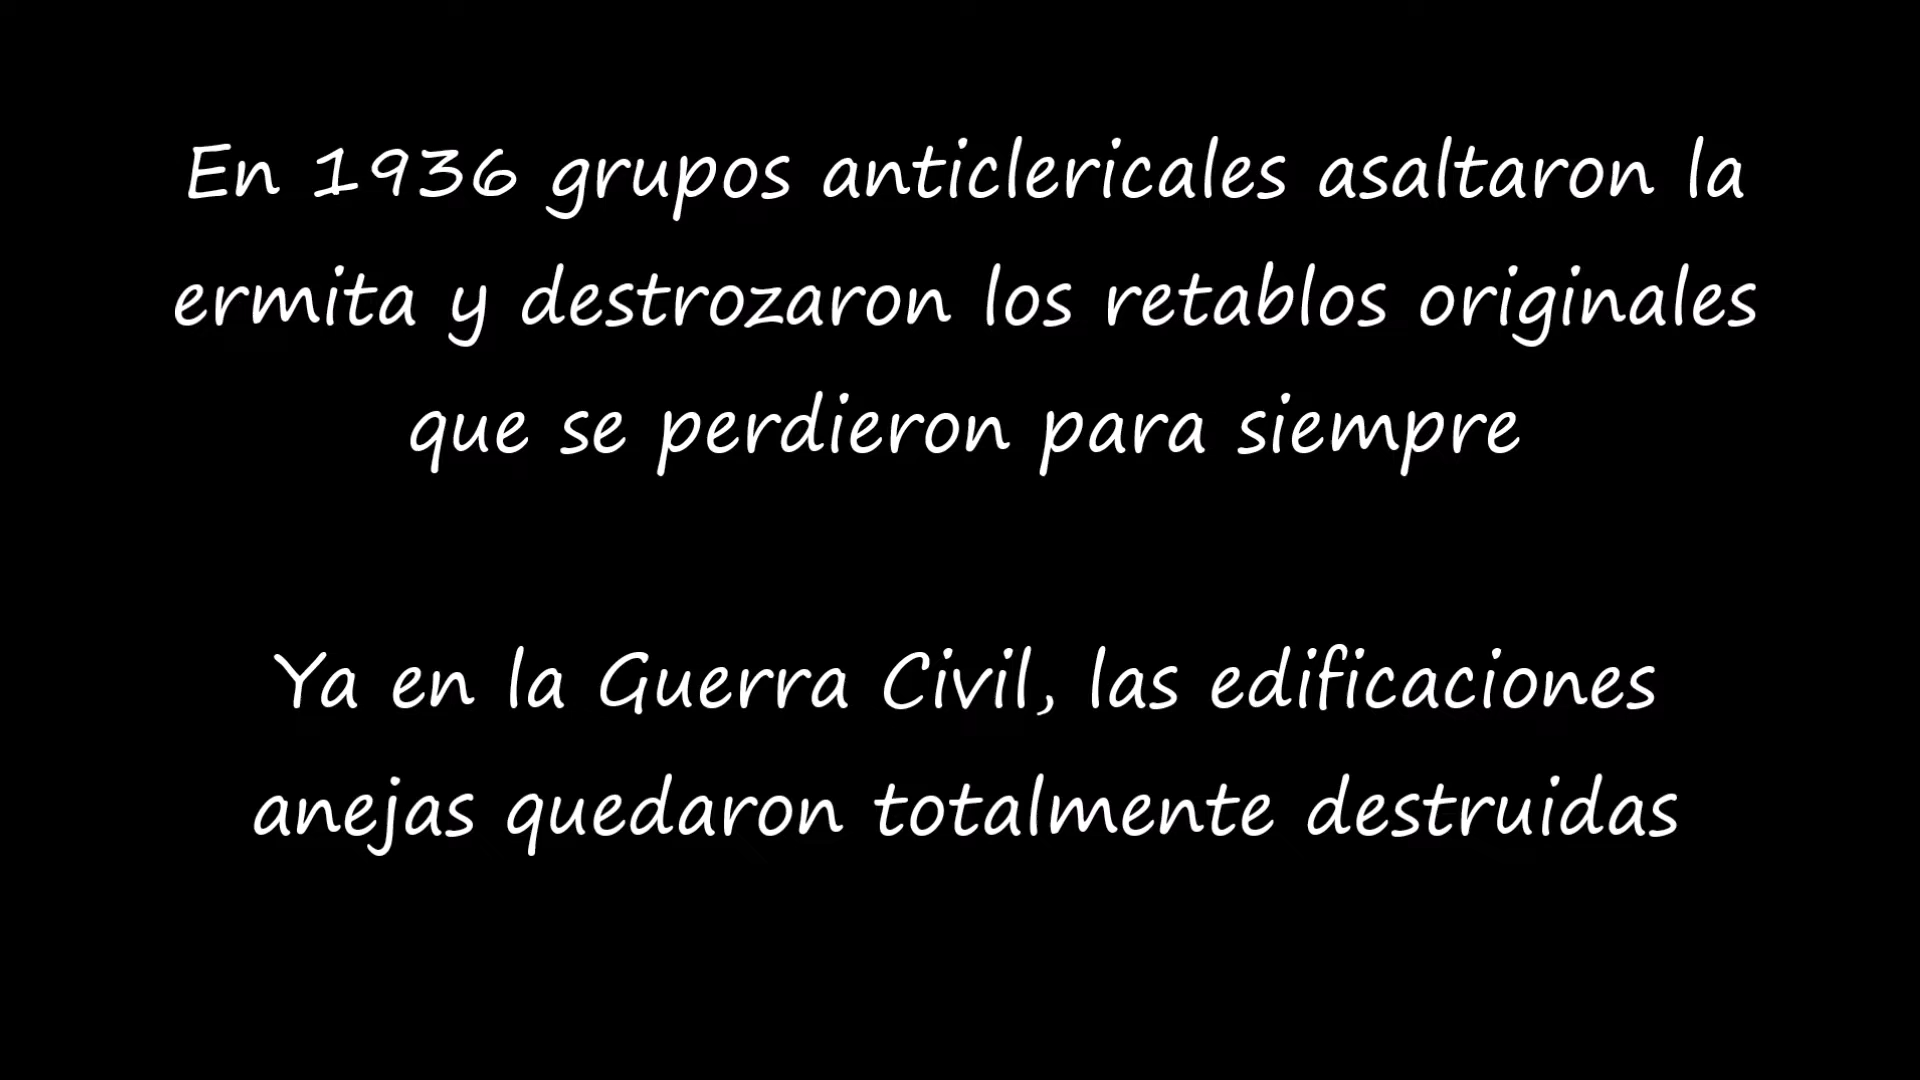 En 1936 grupos anticlericales asaltaron la
ermita y destrozaron los retablos originales
que se perdieron para siempre
Ya en la Guerra Civil, las edificaciones
anejas quedaron totalmente destruidas